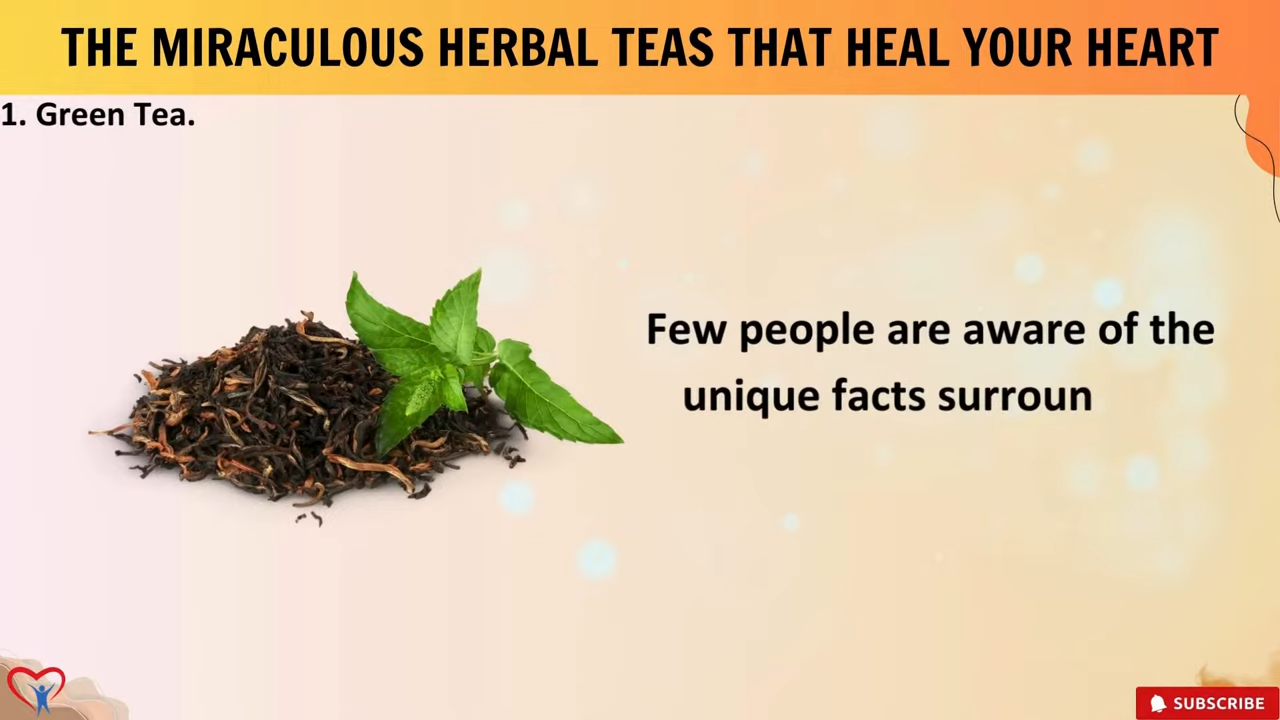 THE MIRACULOUS HERBAL TEAS THAT HEAL YOUR HEART
1. Green Tea.
Few people are aware of the
unique facts surroun
SUBSCRIBE